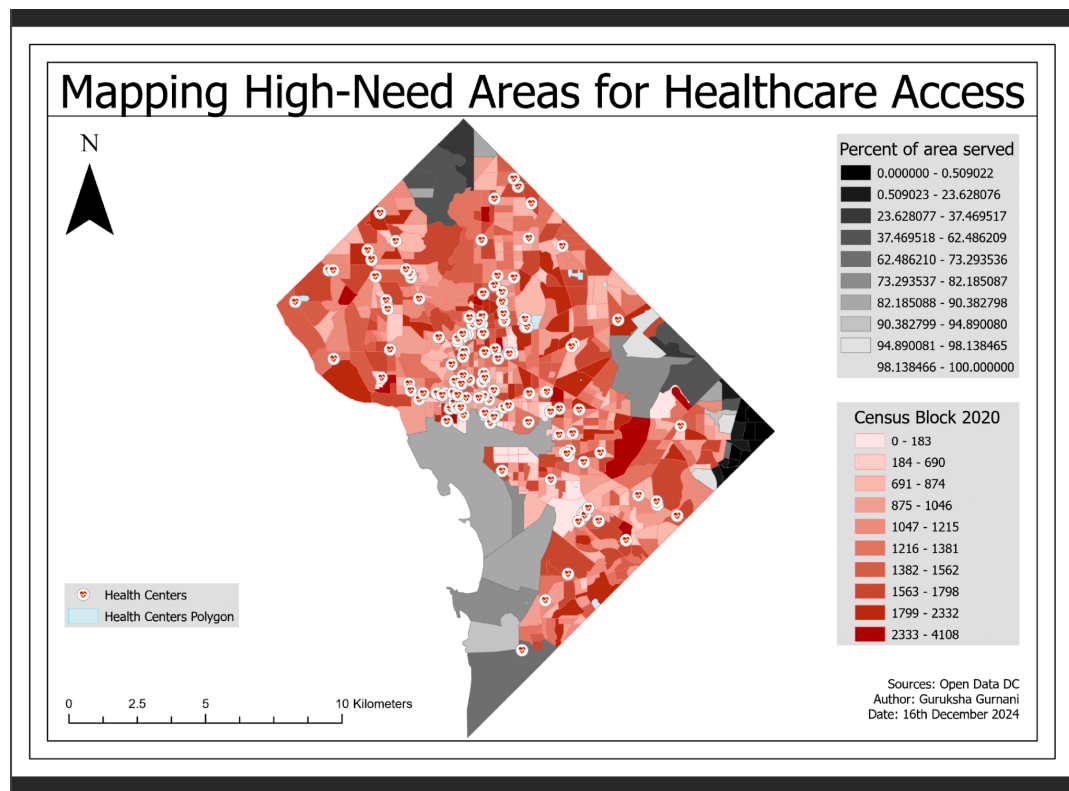 Mapping High-Need Areas for Healthcare Access
N
Percent of area served
0.000000 - 0.509022
0.509023 - 23.628076
23.628077 - 37.469517
37.469518 - 62.486209
62.486210 - 73.293536
73.293537 - 82.185087
82.185088 - 90.382798
90.382799 - 94.890080
94.890081 - 98.138465
98.138466 - 100.000000
Census Block 2020
0 - 183
184 - 690
691 - 874
875 - 1046
1047 - 1215
1216 - 1381
1382 - 1562
1563 - 1798
1799 - 2332
2333 - 4108
Health Centers
Health Centers Polygon
0 2.5 5 10 Kilometers
Sources: Open Data DC
Author: Guruksha Gurnani
Date: 16th December 2024